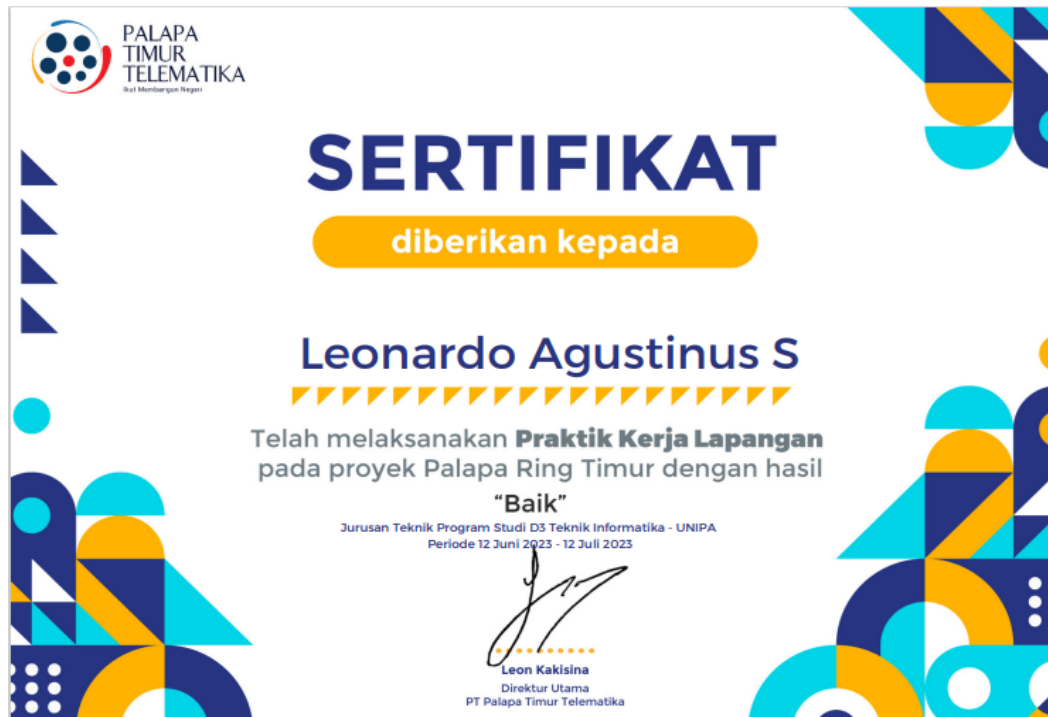 PALAPA
TIMUR
TELEMATIKA
Ikut Membangun Negeri
SERTIFIKAT
diberikan kepada
Leonardo Agustinus S
Telah melaksanakan Praktik Kerja Lapangan
pada proyek Palapa Ring Timur dengan hasil
“Baik”
Jurusan Teknik Program Studi D3 Teknik Informatika - UNIPA
Periode 12 Juni 2023 - 12 Juli 2023
Leon Kakisina
Direktur Utama
PT Palapa Timur Telematika